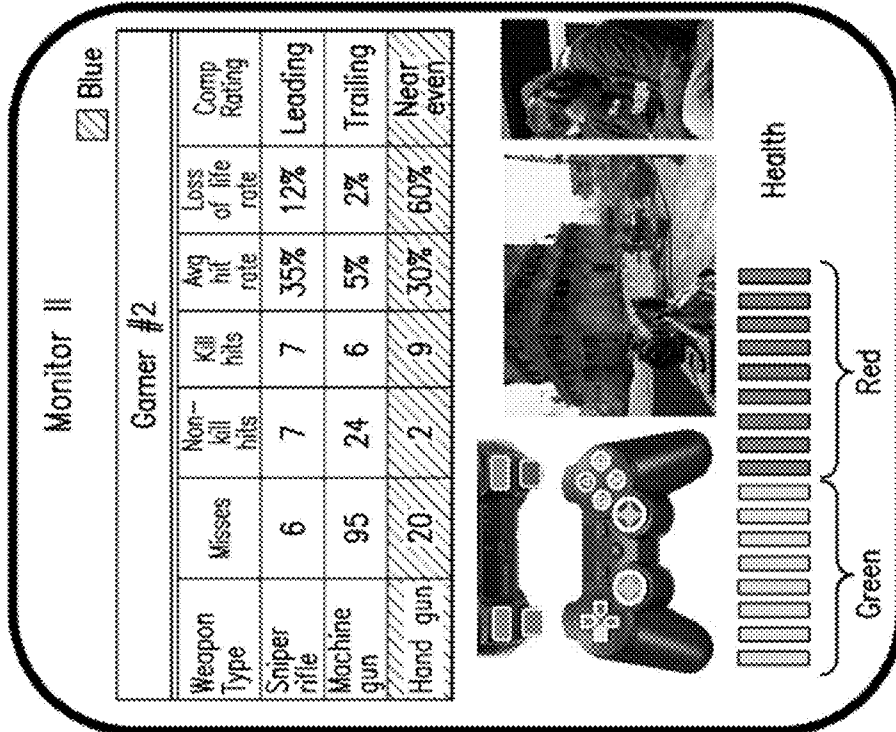 Monitor II
Blue
Gamer #2
Weapon Type
Misses
Non-kill hits
Kill hits
Avg hit rate
Loss of life rate
Comp Rating
Sniper rifle
6
7
7
35%
12%
Leading
Machine gun
95
24
6
5%
2%
Trailing
Hand gun
20
2
9
30%
60%
Near even
Health
Green
Red